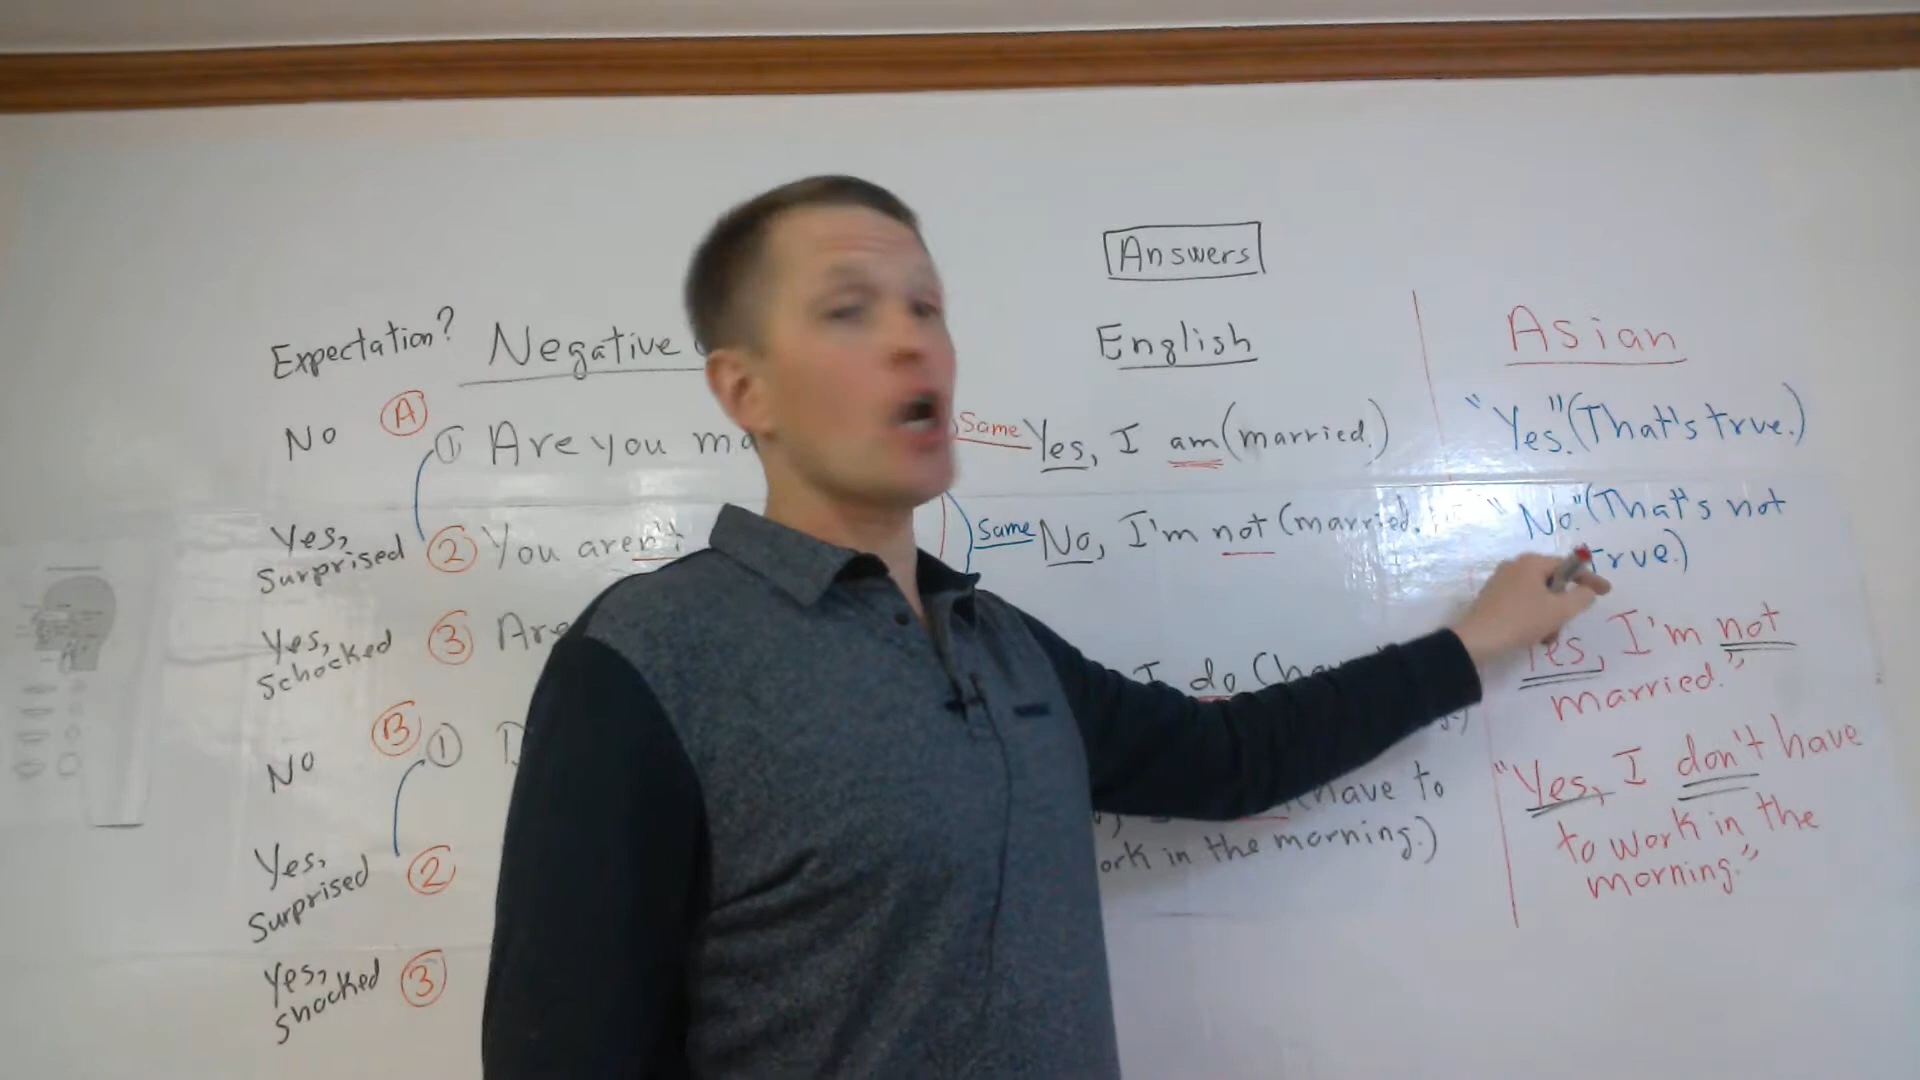 Answers
Expectation? Negative
English
Asian
NO
A
① Are you
Same Yes, I am (married.)
"Yes." (That's true.)
Yes, Surprised
② You aren't
Same No, I'm not (married.
"No." (That's not
true.)
Yes, Schocked
③ Are
I do
Yes, I'm not
married."
NO
B
①
have to
ork in the morning.)
"Yes, I don't have
to work in the
morning."
Yes, Surprised
②
Yes, shocked
③